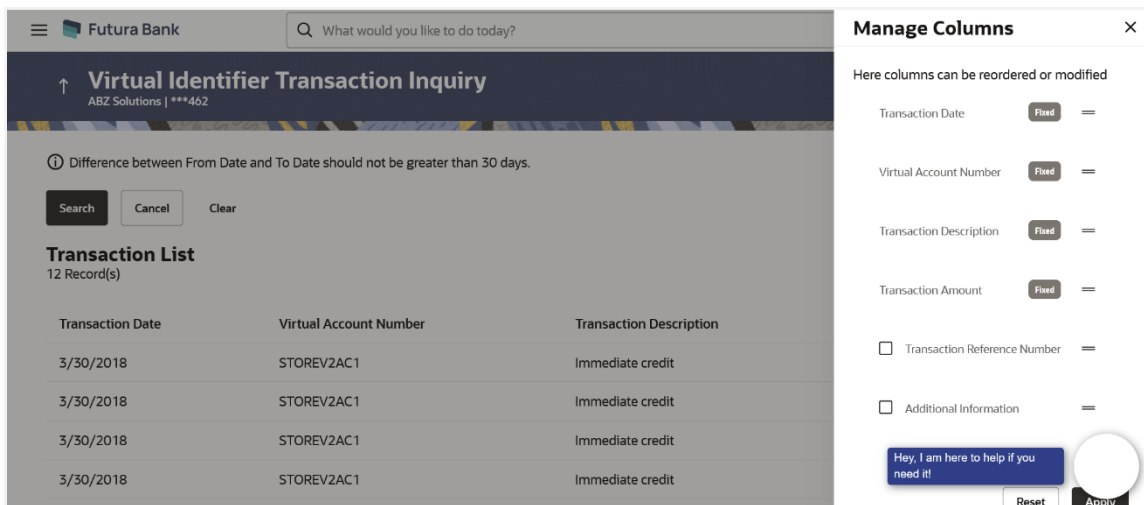 Futura Bank
What would you like to do today?
Virtual Identifier Transaction Inquiry
ABZ Solutions | ***462
Difference between From Date and To Date should not be greater than 30 days.
Search Cancel Clear
Transaction List
12 Record(s)
Transaction Date Virtual Account Number Transaction Description
3/30/2018 STOREV2AC1 Immediate credit
3/30/2018 STOREV2AC1 Immediate credit
3/30/2018 STOREV2AC1 Immediate credit
3/30/2018 STOREV2AC1 Immediate credit
Manage Columns
Here columns can be reordered or modified
Transaction Date Fixed
Virtual Account Number Fixed
Transaction Description Fixed
Transaction Amount Fixed
Transaction Reference Number
Additional Information
Hey, I am here to help if you
need it!
Reset Apply